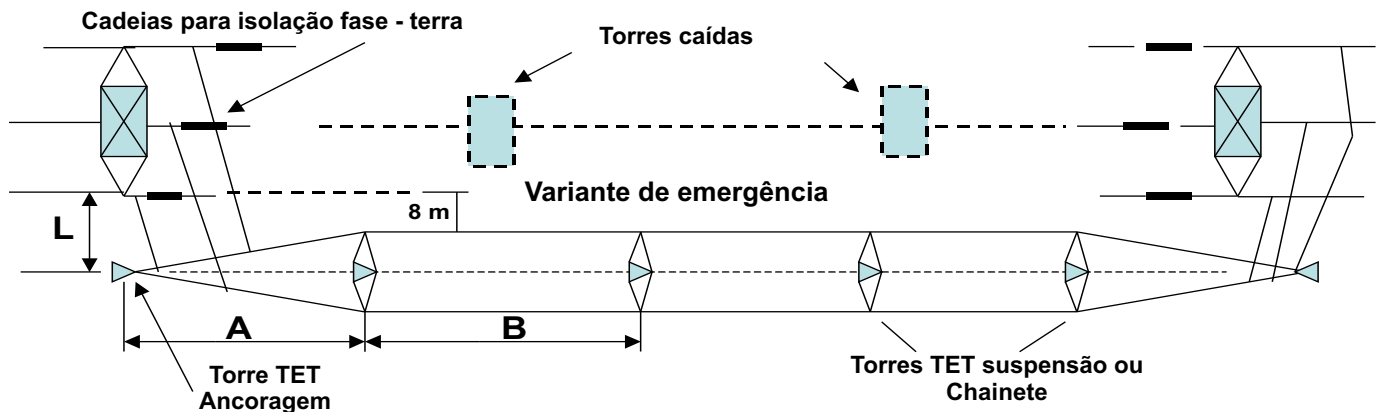 Cadeias para isolação fase - terra
Torres caídas
Variante de emergência
8 m
L
A
B
Torre TET
Ancoragem
Torres TET suspensão ou
Chainete